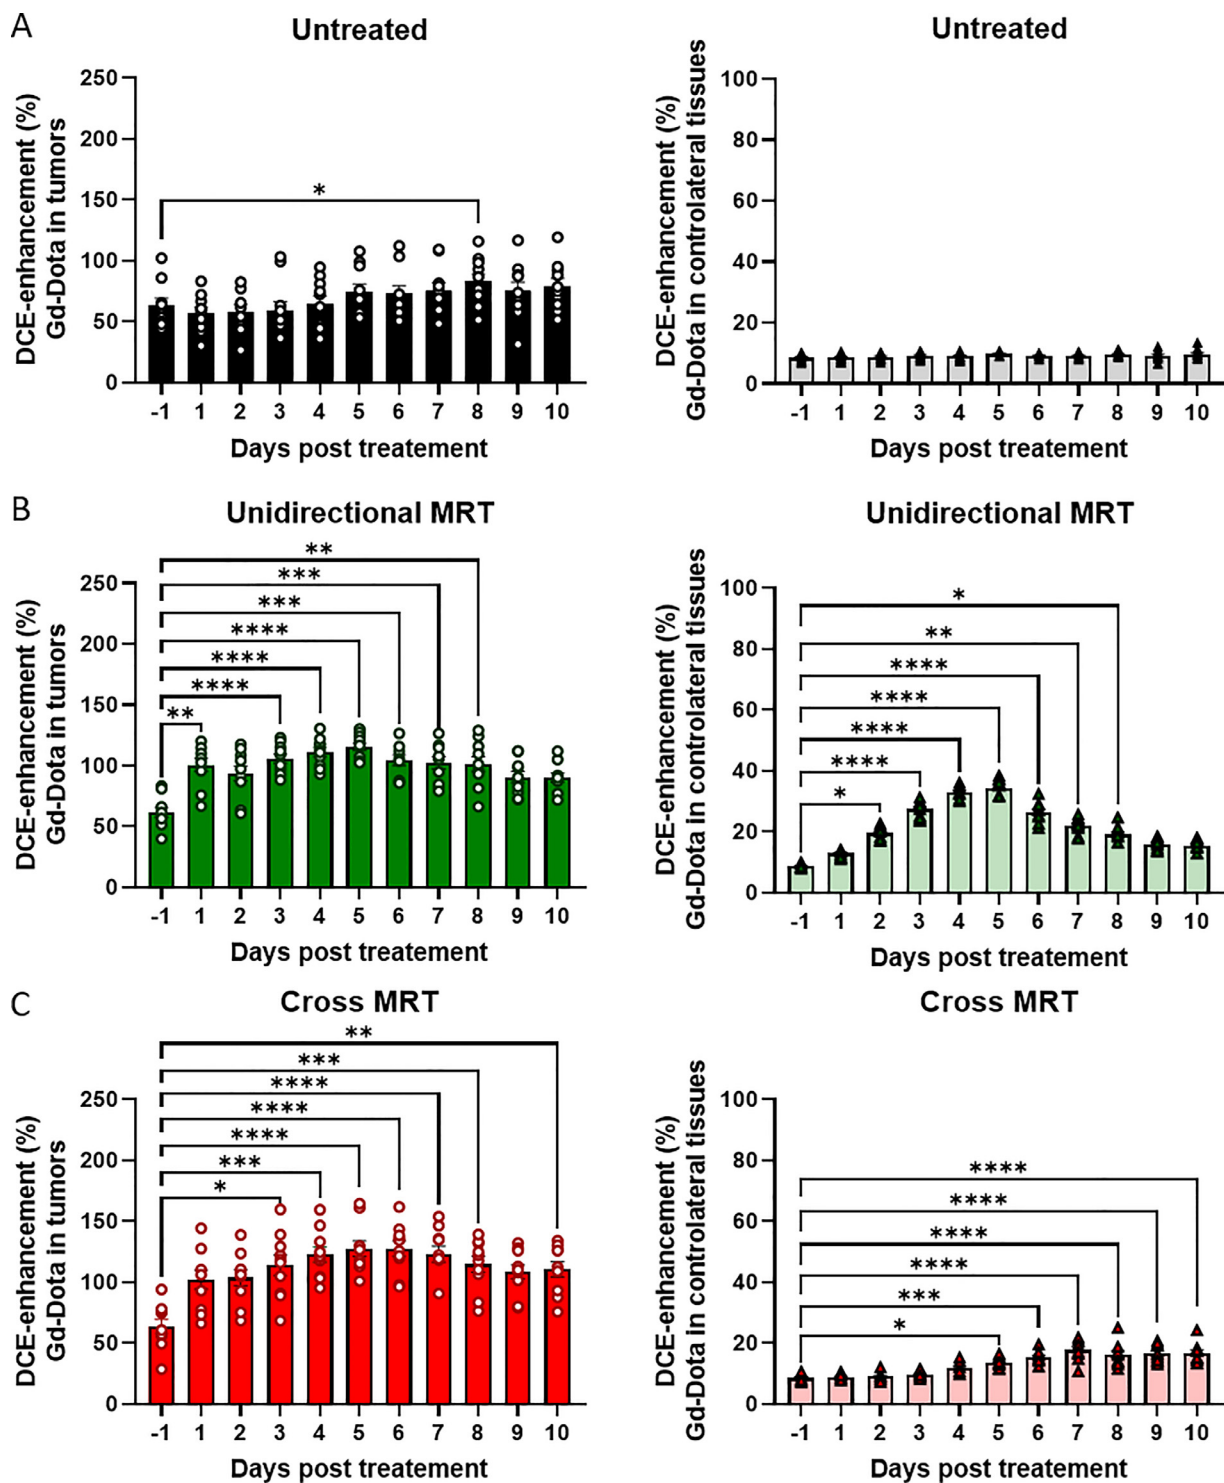 A
Untreated
DCE-enhancement (%)
Gd-Dota in tumors
250
200
150
100
50
0
*
-1 1 2 3 4 5 6 7 8 9 10
Days post treatement
Untreated
DCE-enhancement (%)
Gd-Dota in controlateral tissues
100
80
60
40
20
0
-1 1 2 3 4 5 6 7 8 9 10
Days post treatement
B
Unidirectional MRT
DCE-enhancement (%)
Gd-Dota in tumors
250
200
150
100
50
0
**
***
***
****
****
****
**
-1 1 2 3 4 5 6 7 8 9 10
Days post treatement
Unidirectional MRT
DCE-enhancement (%)
Gd-Dota in controlateral tissues
100
80
60
40
20
0
*
**
****
****
****
****
*
-1 1 2 3 4 5 6 7 8 9 10
Days post treatement
C
Cross MRT
DCE-enhancement (%)
Gd-Dota in tumors
250
200
150
100
50
0
**
***
****
****
****
***
*
-1 1 2 3 4 5 6 7 8 9 10
Days post treatement
Cross MRT
DCE-enhancement (%)
Gd-Dota in controlateral tissues
100
80
60
40
20
0
****
****
****
****
***
*
-1 1 2 3 4 5 6 7 8 9 10
Days post treatement